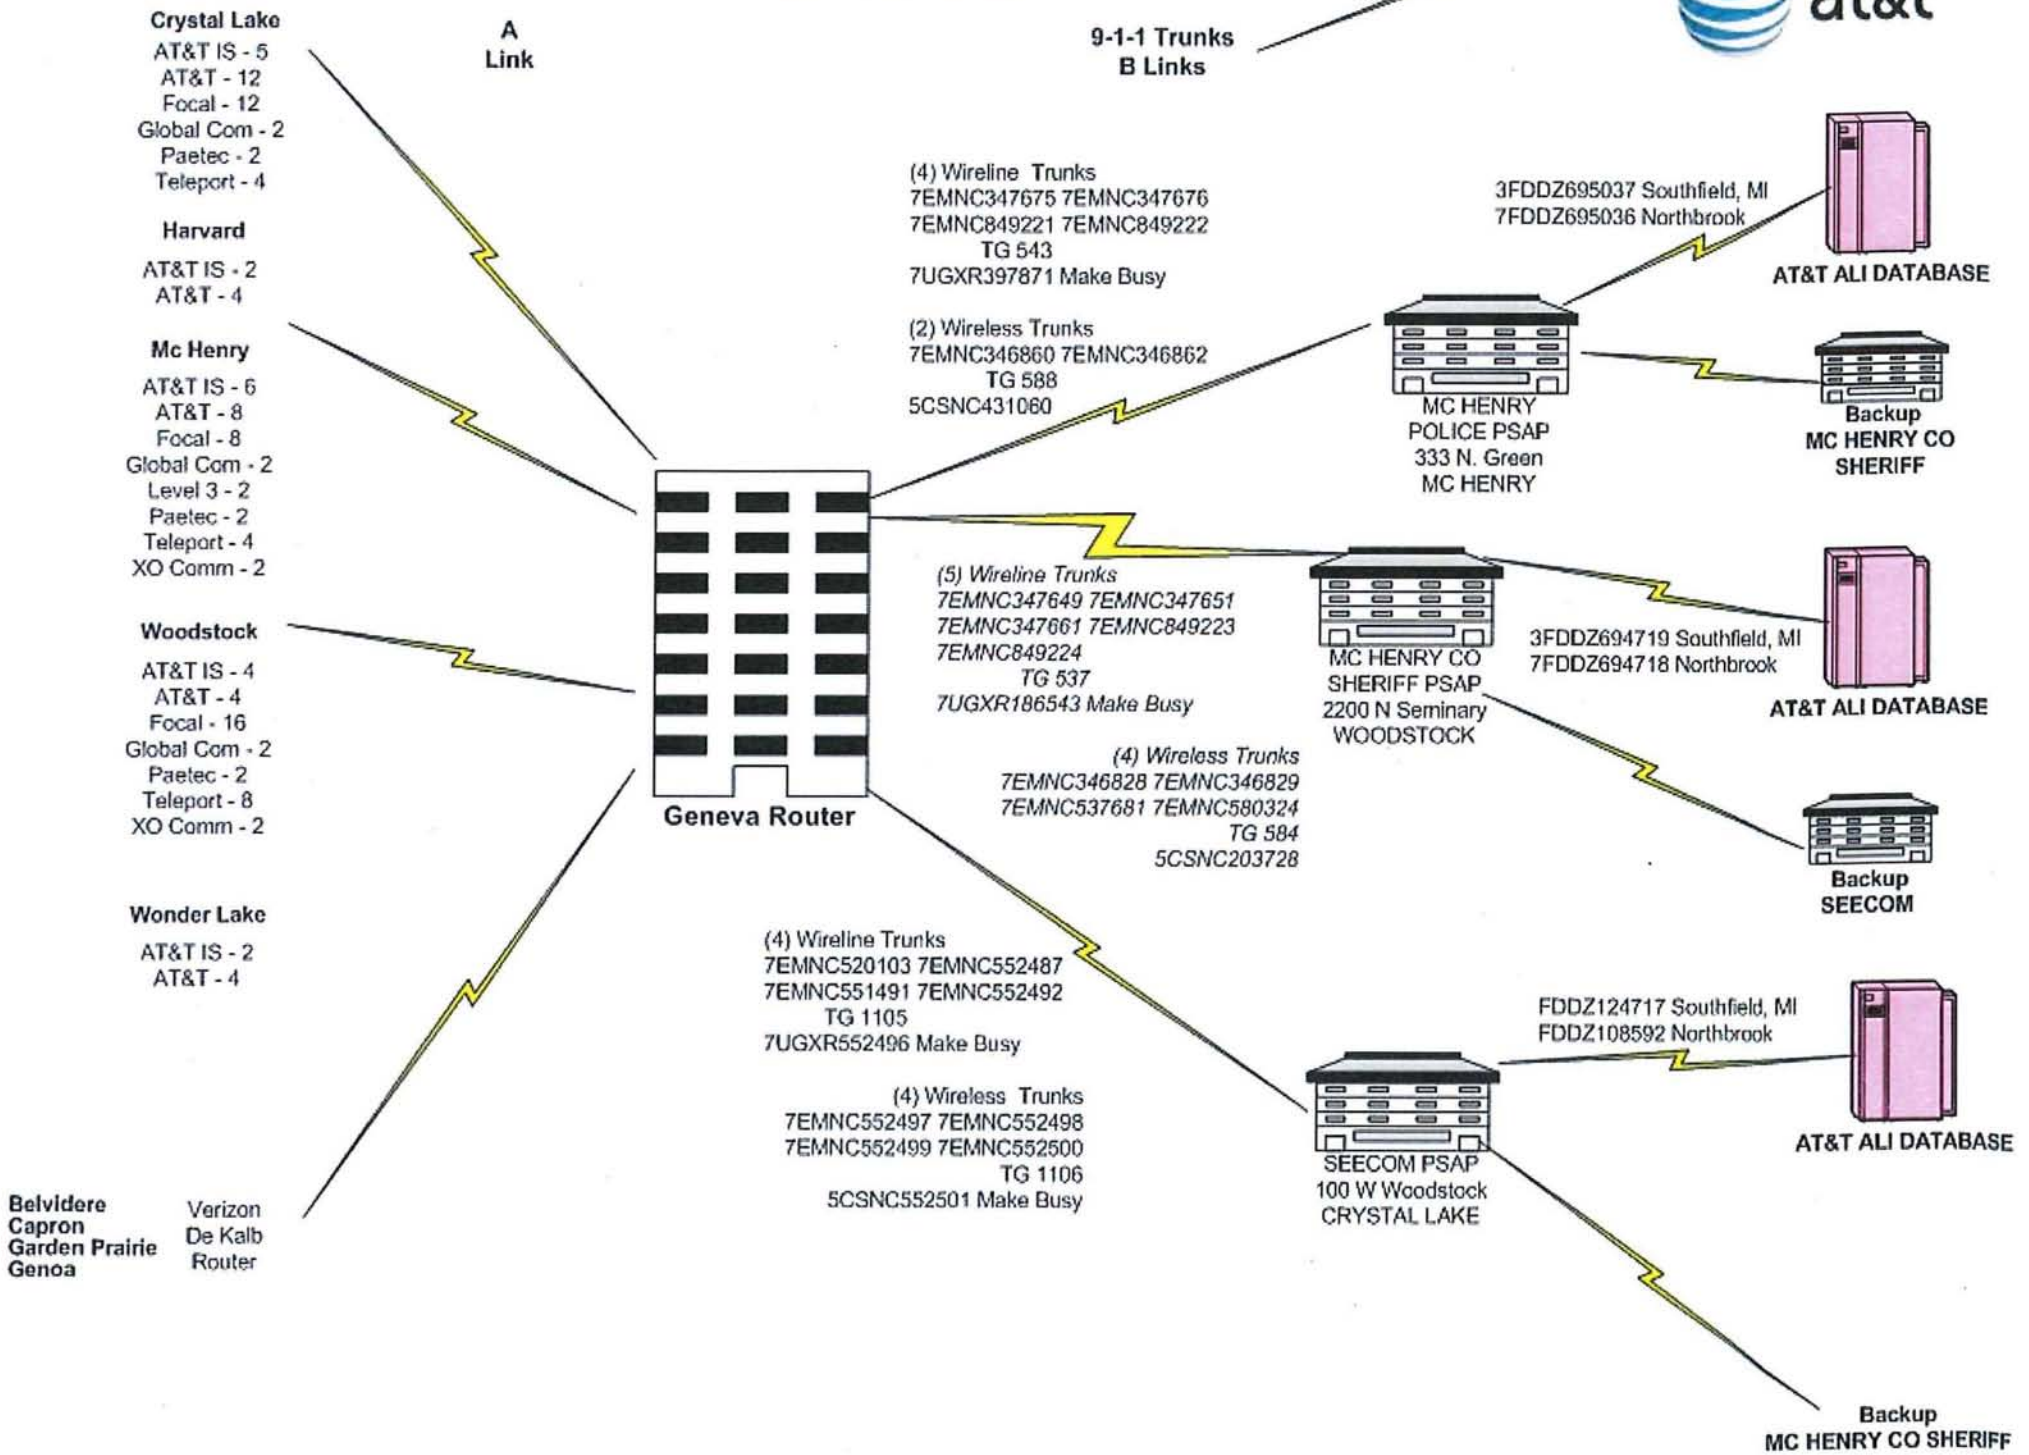 Crystal Lake
AT&T IS - 5
AT&T - 12
Focal - 12
Global Com - 2
Paetec - 2
Teleport - 4
Harvard
AT&T IS - 2
AT&T - 4
Mc Henry
AT&T IS - 6
AT&T - 8
Focal - 8
Global Com - 2
Level 3 - 2
Paetec - 2
Teleport - 4
XO Comm - 2
Woodstock
AT&T IS - 4
AT&T - 4
Focal - 16
Global Com - 2
Paetec - 2
Teleport - 8
XO Comm - 2
Wonder Lake
AT&T IS - 2
AT&T - 4
Belvidere
Capron
Garden Prairie
Genoa
Verizon
De Kalb
Router
A
Link
Geneva Router
9-1-1 Trunks
B Links
at&t
(4) Wireline Trunks
7EMNC347675 7EMNC347676
7EMNC849221 7EMNC849222
TG 543
7UGXR397871 Make Busy
(2) Wireless Trunks
7EMNC346860 7EMNC346862
TG 588
5CSNC431060
(5) Wireline Trunks
7EMNC347649 7EMNC347651
7EMNC347661 7EMNC849223
7EMNC849224
TG 537
7UGXR186543 Make Busy
(4) Wireless Trunks
7EMNC346828 7EMNC346829
7EMNC537681 7EMNC580324
TG 584
5CSNC203728
(4) Wireline Trunks
7EMNC520103 7EMNC552487
7EMNC551491 7EMNC552492
TG 1105
7UGXR552496 Make Busy
(4) Wireless Trunks
7EMNC552497 7EMNC552498
7EMNC552499 7EMNC552500
TG 1106
5CSNC552501 Make Busy
MC HENRY
POLICE PSAP
333 N. Green
MC HENRY
3FDDZ695037 Southfield, MI
7FDDZ695036 Northbrook
AT&T ALI DATABASE
Backup
MC HENRY CO
SHERIFF
MC HENRY CO
SHERIFF PSAP
2200 N Seminary
WOODSTOCK
3FDDZ694719 Southfield, MI
7FDDZ694718 Northbrook
AT&T ALI DATABASE
Backup
SEECOM
SEECOM PSAP
100 W Woodstock
CRYSTAL LAKE
FDDZ124717 Southfield, MI
FDDZ108592 Northbrook
AT&T ALI DATABASE
Backup
MC HENRY CO SHERIFF